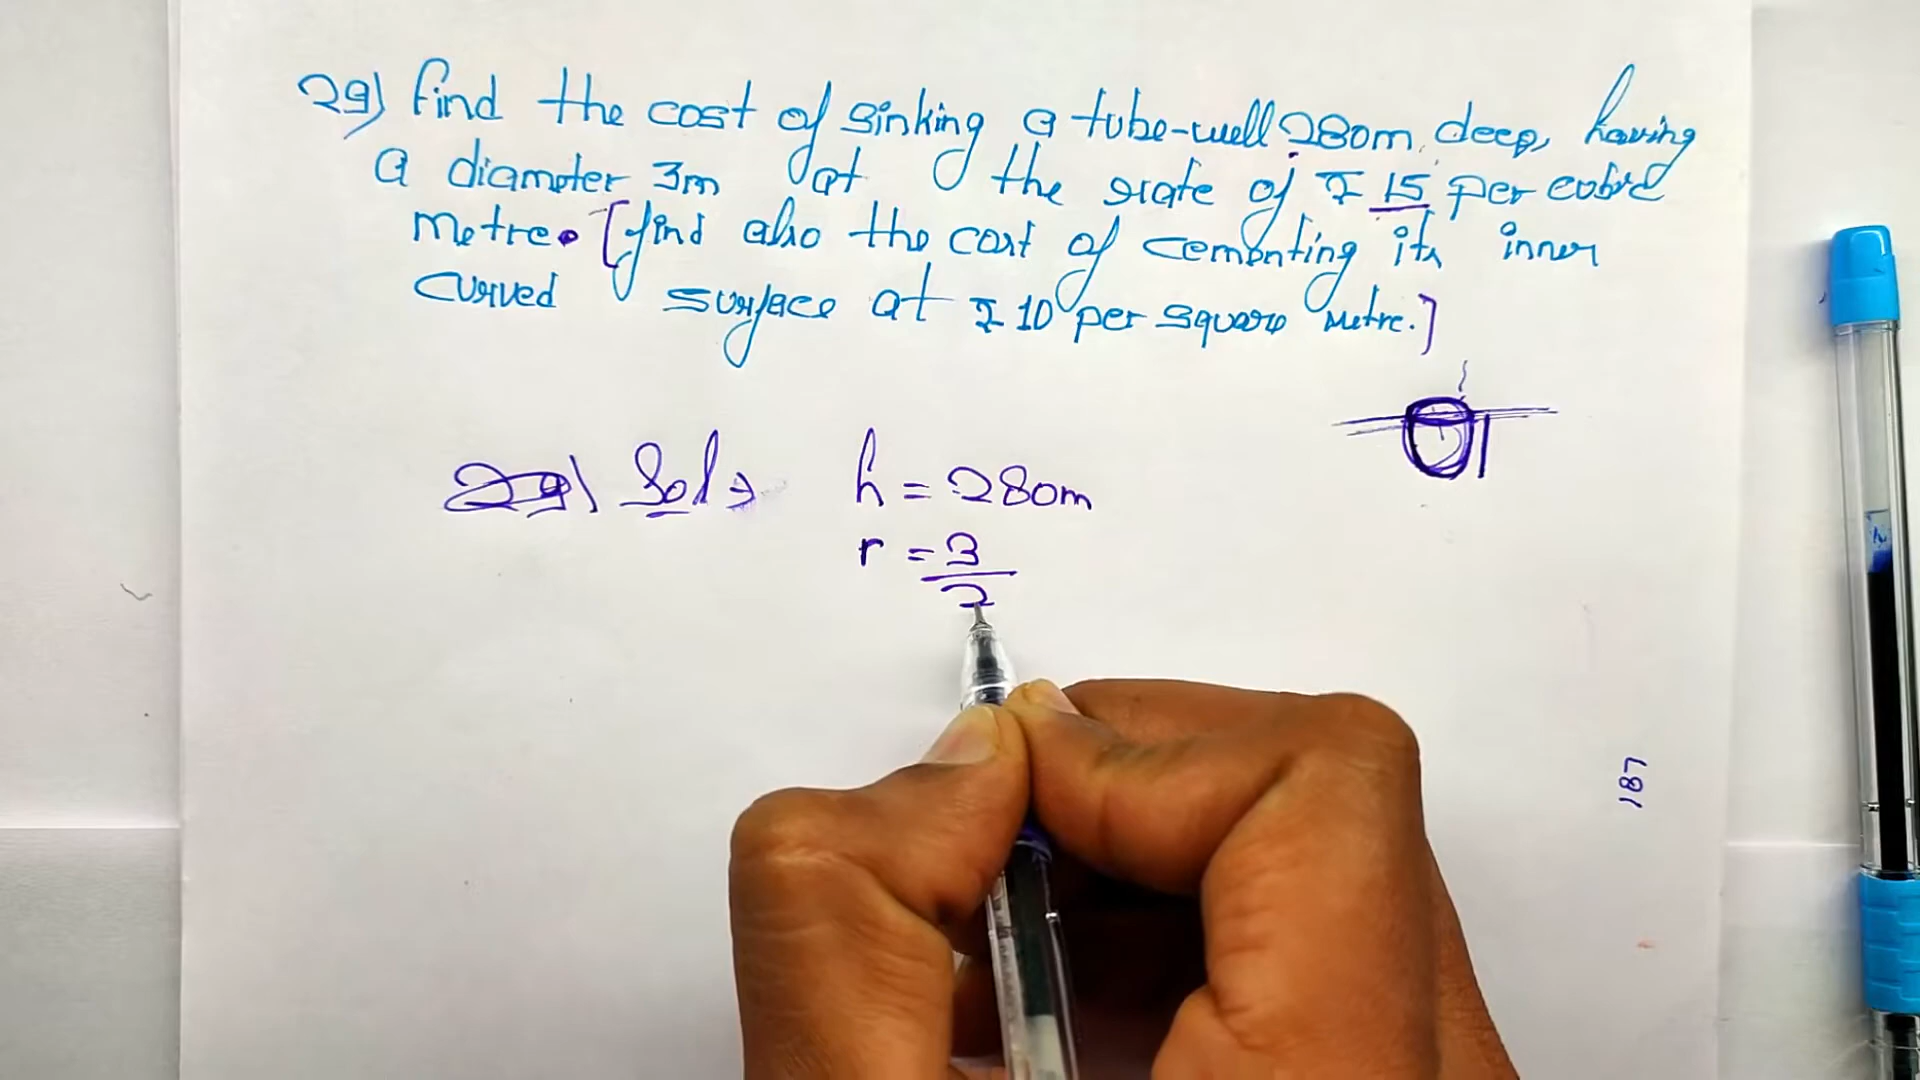 29) Find the cost of sinking a tube-well 280m deep, having
a diameter 3m at the rate of ₹ 15 per cubic
metre. [find also the cost of cementing its inner
curved surface at ₹ 10 per square metre.]
29) Sol⇒ h = 280m
r = 3/2
187